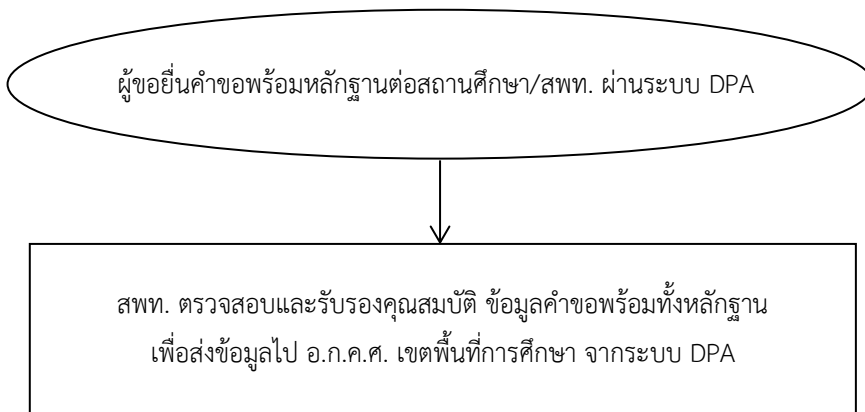 ผู้ขอยื่นคำขอพร้อมหลักฐานต่อสถานศึกษา/สพท. ผ่านระบบ DPA
สพท. ตรวจสอบและรับรองคุณสมบัติ ข้อมูลคำขอพร้อมทั้งหลักฐาน
เพื่อส่งข้อมูลไป อ.ก.ค.ศ. เขตพื้นที่การศึกษา จากระบบ DPA